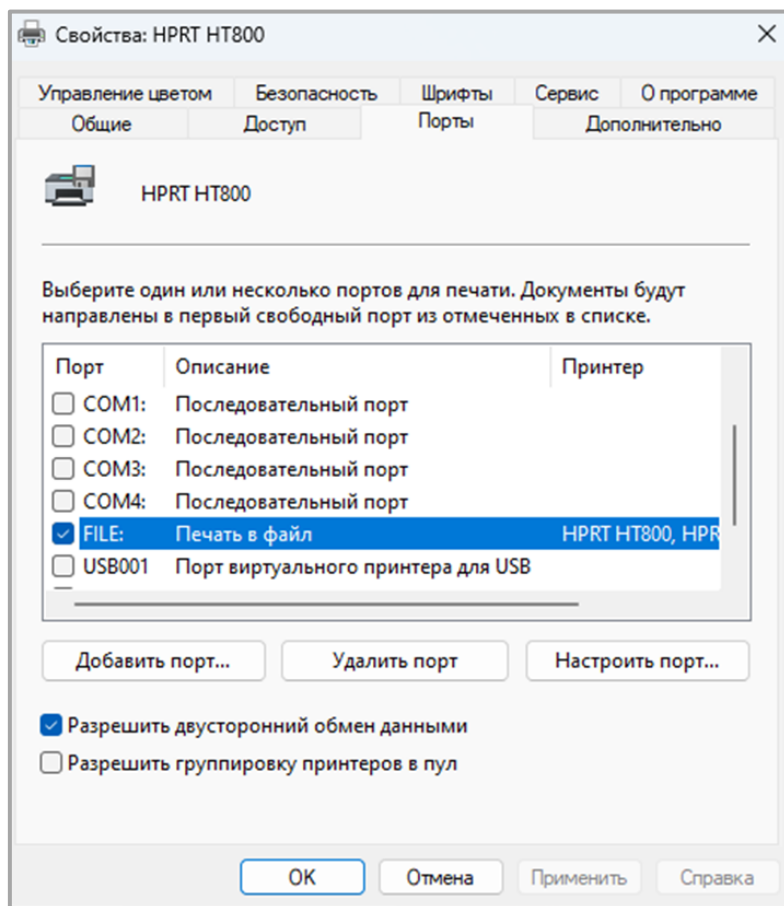 Свойства: HPRT HT800
Управление цветом Безопасность Шрифты Сервис О программе
Общие Доступ Порты Дополнительно
HPRT HT800
Выберите один или несколько портов для печати. Документы будут
направлены в первый свободный порт из отмеченных в списке.
Порт Описание Принтер
COM1: Последовательный порт
COM2: Последовательный порт
COM3: Последовательный порт
COM4: Последовательный порт
FILE: Печать в файл HPRT HT800, HPR
USB001 Порт виртуального принтера для USB
Добавить порт... Удалить порт Настроить порт...
Разрешить двусторонний обмен данными
Разрешить группировку принтеров в пул
ОК Отмена Применить Справка